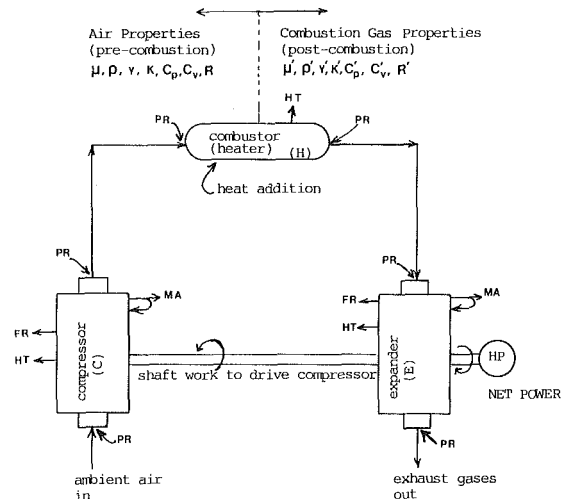 Air Properties
(pre-combustion)
μ, ρ, γ, κ, Cp, Cv, R
Combustion Gas Properties
(post-combustion)
μ', ρ', γ', κ', C'p, C'v, R'
HT
PR
PR
combustor
(heater) (H)
heat addition
PR
PR
MA
MA
FR
FR
HT
HT
compressor
(C)
expander
(E)
HP
shaft work to drive compressor
NET POWER
PR
PR
ambient air
in
exhaust gases
out